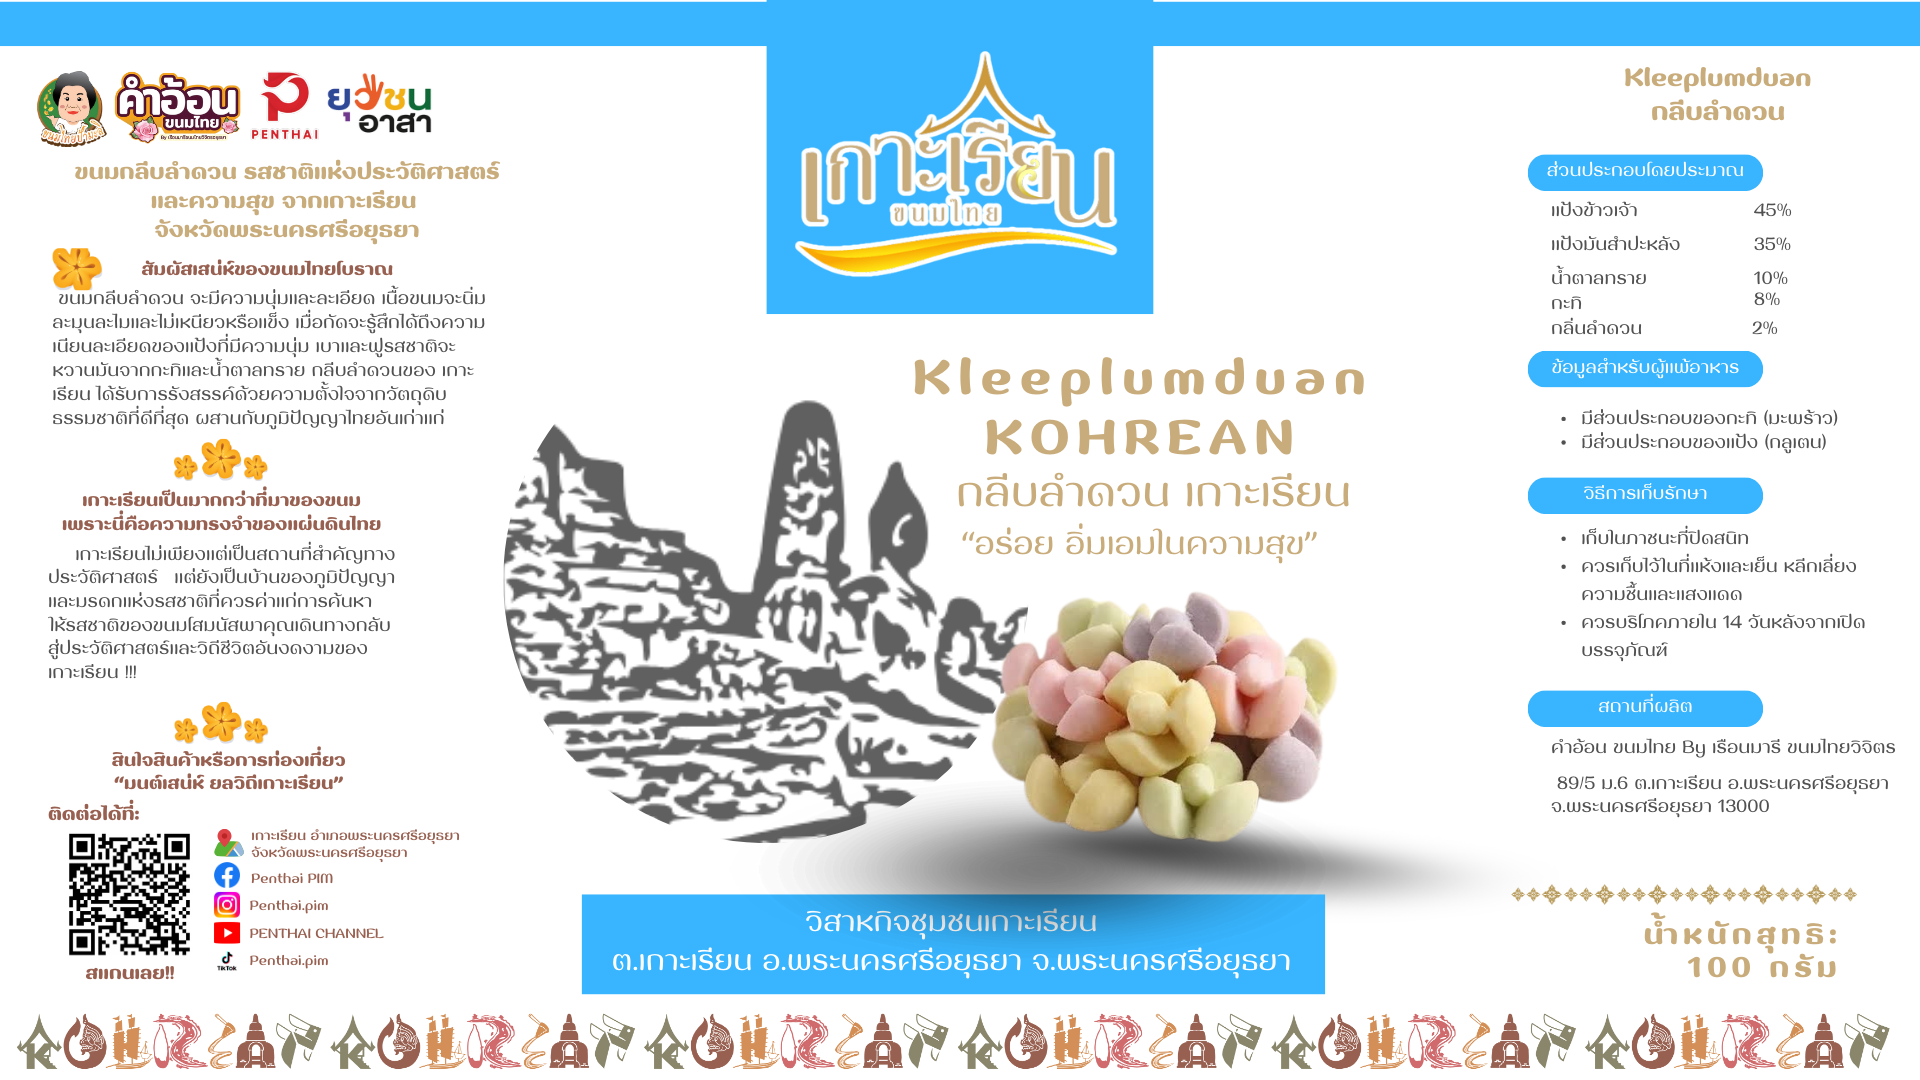 คำอ้อน
ขนมไทย
PENTHAI
ยุวชน
อาสา
ขนมกลีบลำดวน รสชาติแห่งประวัติศาสตร์
และความสุข จากเกาะเรียน
จังหวัดพระนครศรีอยุธยา
สัมผัสเสน่ห์ของขนมไทยโบราณ
ขนมกลีบลำดวน จะมีความนุ่มและละเอียด เนื้อขนมจะนิ่ม
ละมุนละไมและไม่เหนียวหรือแข็ง เมื่อกัดจะรู้สึกได้ถึงความ
เนียนละเอียดของแป้งที่มีความนุ่ม เบาและฟูรสชาติจะ
หวานมันจากกะทิและน้ำตาลทราย กลีบลำดวนของ เกาะ
เรียน ได้รับการรังสรรค์ด้วยความตั้งใจจากวัตถุดิบ
ธรรมชาติที่ดีที่สุด ผสานกับภูมิปัญญาไทยอันเก่าแก่
เกาะเรียนเป็นมากกว่าที่มาของขนม
เพราะนี่คือความทรงจำของแผ่นดินไทย
เกาะเรียนไม่เพียงแต่เป็นสถานที่สำคัญทาง
ประวัติศาสตร์ แต่ยังเป็นบ้านของภูมิปัญญา
และมรดกแห่งรสชาติที่ควรค่าแก่การค้นหา
ให้รสชาติของขนมโสมนัสพาคุณเดินทางกลับ
สู่ประวัติศาสตร์และวิถีชีวิตอันงดงามของ
เกาะเรียน !!!
สินใจสินค้าหรือการท่องเที่ยว
“มนต์เสน่ห์ ยลวิถีเกาะเรียน”
ติดต่อได้ที่:
เกาะเรียน อำเภอพระนครศรีอยุธยา
จังหวัดพระนครศรีอยุธยา
Penthai PIM
Penthai.pim
PENTHAI CHANNEL
TikTok
Penthai.pim
สแกนเลย!!
เกาะเรียน
ขนมไทย
Kleeplumduan
KOHREAN
กลีบลำดวน เกาะเรียน
“อร่อย อิ่มเอมในความสุข”
วิสาหกิจชุมชนเกาะเรียน
ต.เกาะเรียน อ.พระนครศรีอยุธยา จ.พระนครศรีอยุธยา
Kleeplumduan
กลีบลำดวน
ส่วนประกอบโดยประมาณ
แป้งข้าวเจ้า 45%
แป้งมันสำปะหลัง 35%
น้ำตาลทราย 10%
กะทิ 8%
กลิ่นลำดวน 2%
ข้อมูลสำหรับผู้แพ้อาหาร
• มีส่วนประกอบของกะทิ (มะพร้าว)
• มีส่วนประกอบของแป้ง (กลูเตน)
วิธีการเก็บรักษา
• เก็บในภาชนะที่ปิดสนิท
• ควรเก็บไว้ในที่แห้งและเย็น หลีกเลี่ยง
ความชื้นและแสงแดด
• ควรบริโภคภายใน 14 วันหลังจากเปิด
บรรจุภัณฑ์
สถานที่ผลิต
คำอ้อน ขนมไทย By เรือนมารี ขนมไทยวิจิตร
89/5 ม.6 ต.เกาะเรียน อ.พระนครศรีอยุธยา
จ.พระนครศรีอยุธยา 13000
น้ำหนักสุทธิ:
100 กรัม
KOHREAN KOHREAN KOHREAN KOHREAN KOHREAN KOHREAN